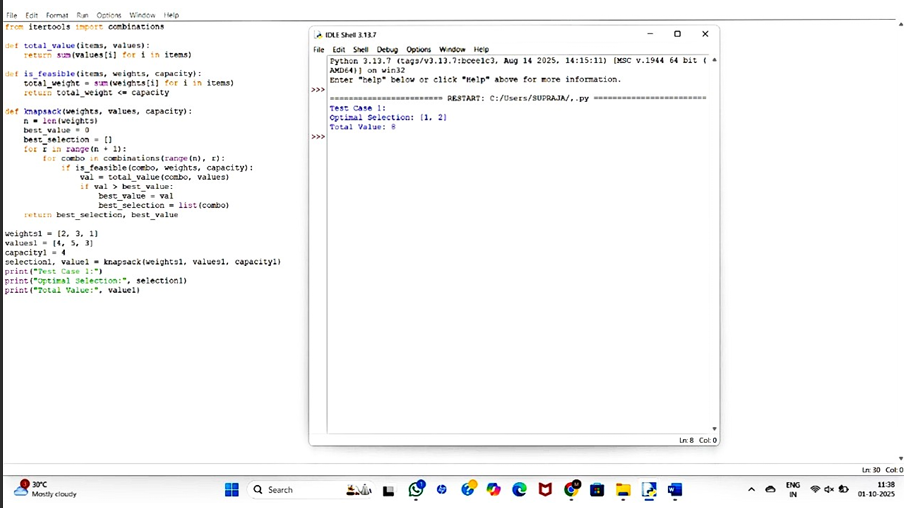 File Edit Format Run Options Window Help
from itertools import combinations
def total_value(items, values):
return sum(values[i] for i in items)
def is_feasible(items, weights, capacity):
total_weight = sum(weights[i] for i in items)
return total_weight <= capacity
def knapsack(weights, values, capacity):
n = len(weights)
best_value = 0
best_selection = []
for r in range(n + 1):
for combo in combinations(range(n), r):
if is_feasible(combo, weights, capacity):
val = total_value(combo, values)
if val > best_value:
best_value = val
best_selection = list(combo)
return best_selection, best_value
weights1 = [2, 3, 1]
values1 = [4, 5, 3]
capacity1 = 4
selection1, value1 = knapsack(weights1, values1, capacity1)
print("Test Case 1:")
print("Optimal Selection:", selection1)
print("Total Value:", value1)
IDLE Shell 3.13.7
File Edit Shell Debug Options Window Help
Python 3.13.7 (tags/v3.13.7:bcee1c3, Aug 14 2025, 14:15:11) [MSC v.1944 64 bit (
AMD64)] on win32
Enter "help" below or click "Help" above for more information.
>>>
======================= RESTART: C:/Users/SUPRAJA/,.py =======================
Test Case 1:
Optimal Selection: [1, 2]
Total Value: 8
>>>
Ln: 8 Col: 0
Ln: 30 Col: 0
30°C
Mostly cloudy
Search
ENG
IN
11:38
01-10-2025